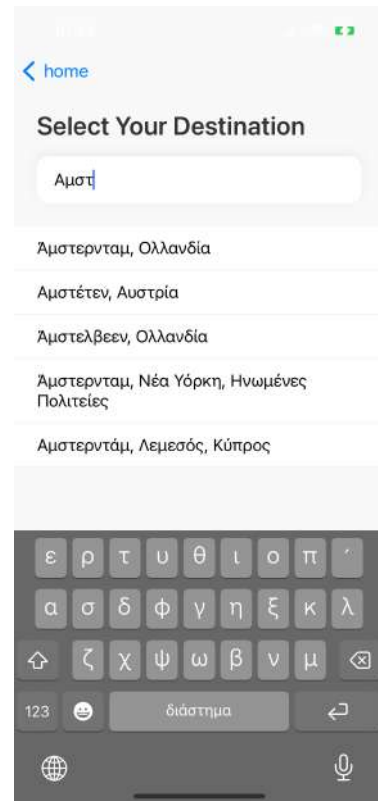 home
Select Your Destination
Αμστ
Άμστερνταμ, Ολλανδία
Αμστέτεν, Αυστρία
Άμστελβεεν, Ολλανδία
Άμστερνταμ, Νέα Υόρκη, Ηνωμένες
Πολιτείες
Αμστερντάμ, Λεμεσός, Κύπρος
ε ρ τ υ θ ι ο π ΄
α σ δ φ γ η ξ κ λ
ζ χ ψ ω β ν μ
123 διάστημα